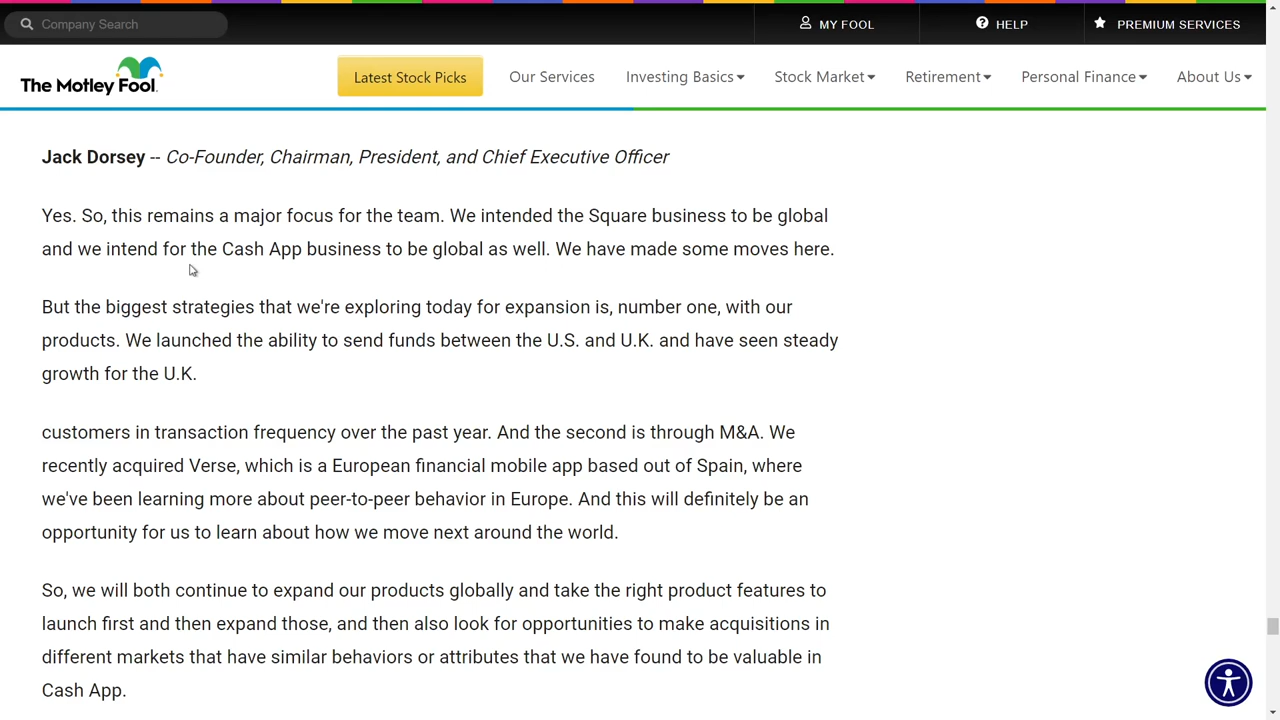 Company Search
MY FOOL
HELP
PREMIUM SERVICES
The Motley Fool.
Latest Stock Picks
Our Services
Investing Basics
Stock Market
Retirement
Personal Finance
About Us
Jack Dorsey -- Co-Founder, Chairman, President, and Chief Executive Officer
Yes. So, this remains a major focus for the team. We intended the Square business to be global
and we intend for the Cash App business to be global as well. We have made some moves here.
But the biggest strategies that we're exploring today for expansion is, number one, with our
products. We launched the ability to send funds between the U.S. and U.K. and have seen steady
growth for the U.K.
customers in transaction frequency over the past year. And the second is through M&A. We
recently acquired Verse, which is a European financial mobile app based out of Spain, where
we've been learning more about peer-to-peer behavior in Europe. And this will definitely be an
opportunity for us to learn about how we move next around the world.
So, we will both continue to expand our products globally and take the right product features to
launch first and then expand those, and then also look for opportunities to make acquisitions in
different markets that have similar behaviors or attributes that we have found to be valuable in
Cash App.